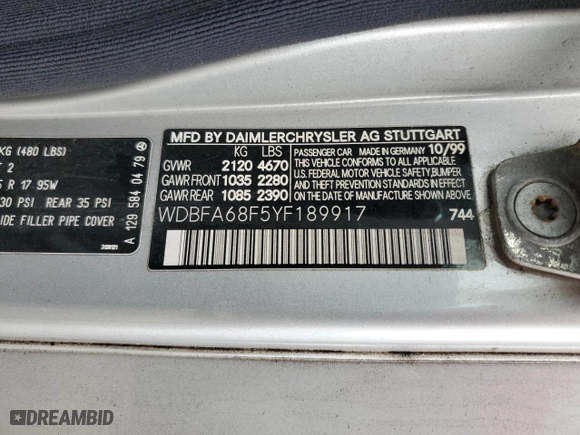 KG (480 LBS)
T 2
5 R 17 95W
30 PSI REAR 35 PSI
IDE FILLER PIPE COVER
A 129 584 04 79
MFD BY DAIMLERCHRYSLER AG STUTTGART
KG LBS
GVWR 2120 4670
GAWR FRONT 1035 2280
GAWR REAR 1085 2390
PASSENGER CAR MADE IN GERMANY 10/99
THIS VEHICLE CONFORMS TO ALL APPLICABLE
U.S. FEDERAL MOTOR VEHICLE SAFETY,BUMPER
AND THEFT PREVENTION STANDARDS IN EFFECT
ON THE DATE OF MANUFACTURE SHOWN ABOVE.
WDBFA68F5YF189917 744
DREAMBID